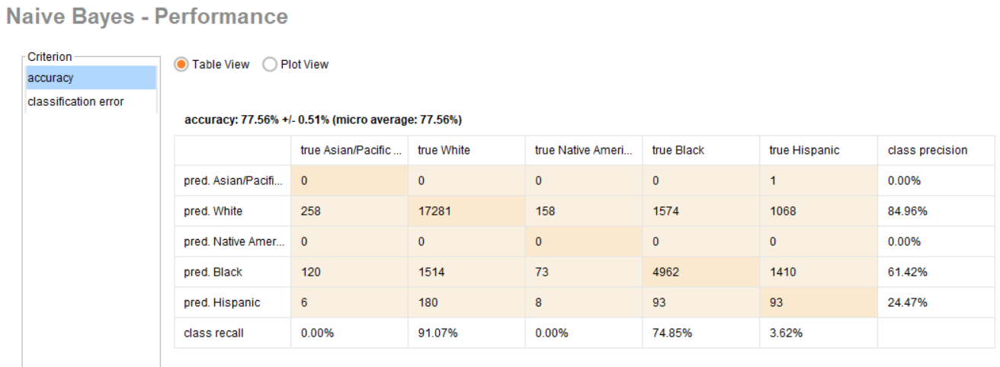 Naive Bayes - Performance
Criterion
accuracy
classification error
Table View Plot View
accuracy: 77.56% +/- 0.51% (micro average: 77.56%)
true Asian/Pacific ... true White true Native Ameri... true Black true Hispanic class precision
pred. Asian/Pacifi... 0 0 0 0 1 0.00%
pred. White 258 17281 158 1574 1068 84.96%
pred. Native Amer... 0 0 0 0 0 0.00%
pred. Black 120 1514 73 4962 1410 61.42%
pred. Hispanic 6 180 8 93 93 24.47%
class recall 0.00% 91.07% 0.00% 74.85% 3.62%